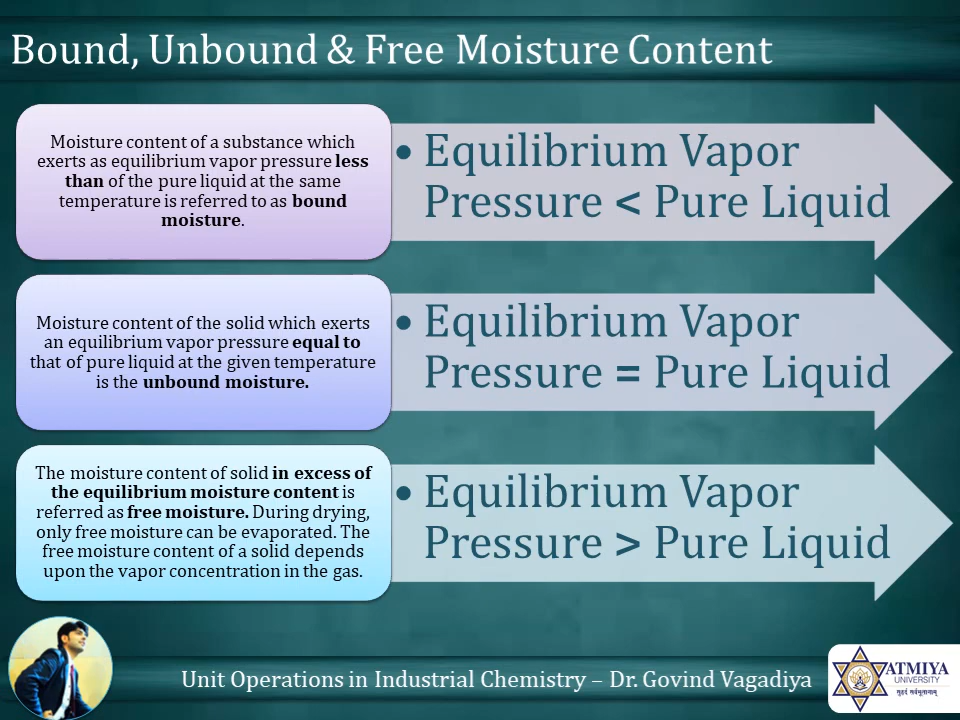 Bound, Unbound & Free Moisture Content
Moisture content of a substance which
exerts as equilibrium vapor pressure less
than of the pure liquid at the same
temperature is referred to as bound
moisture.
• Equilibrium Vapor
Pressure < Pure Liquid
Moisture content of the solid which exerts
an equilibrium vapor pressure equal to
that of pure liquid at the given temperature
is the unbound moisture.
• Equilibrium Vapor
Pressure = Pure Liquid
The moisture content of solid in excess of
the equilibrium moisture content is
referred as free moisture. During drying,
only free moisture can be evaporated. The
free moisture content of a solid depends
upon the vapor concentration in the gas.
• Equilibrium Vapor
Pressure > Pure Liquid
Unit Operations in Industrial Chemistry – Dr. Govind Vagadiya
ATMIYA
UNIVERSITY
सुहृदं सर्वभूतानाम्